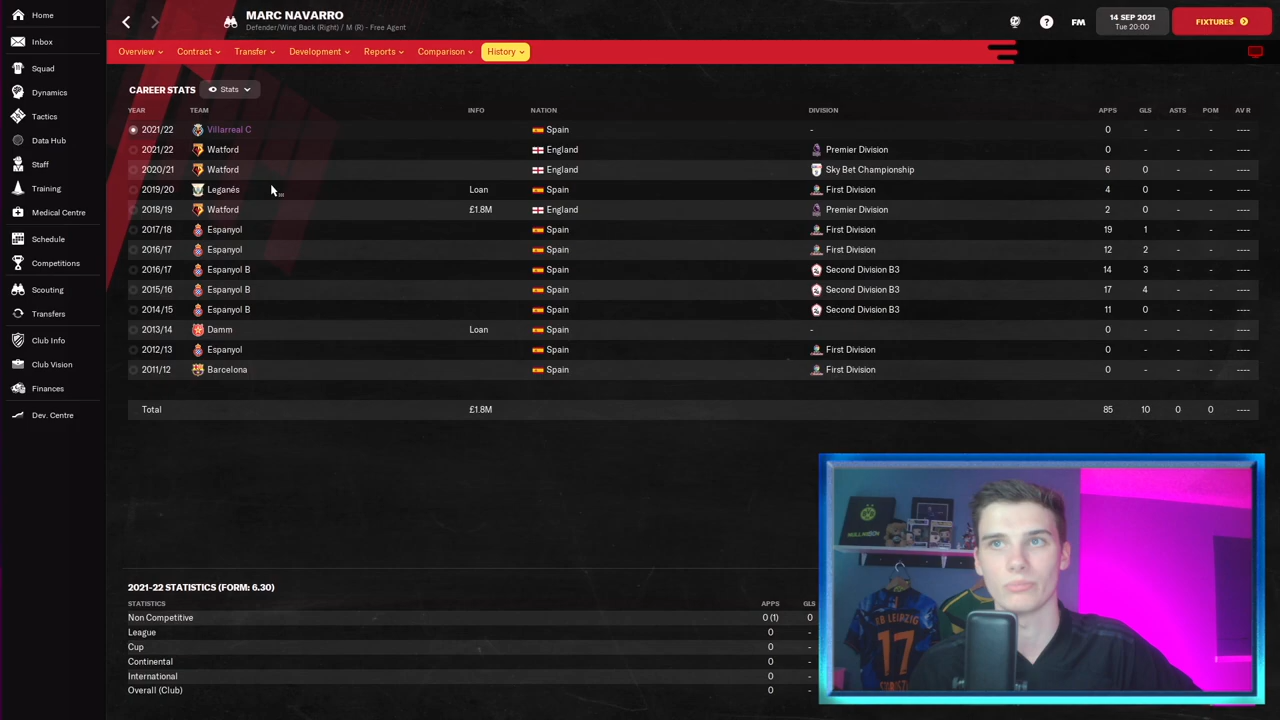 Home
Inbox
Squad
Dynamics
Tactics
Data Hub
Staff
Training
Medical Centre
Schedule
Competitions
Scouting
Transfers
Club Info
Club Vision
Finances
Dev. Centre
MARC NAVARRO
Defender/Wing Back (Right) / M (R) - Free Agent
? FM 14 SEP 2021 FIXTURES
Tue 20:00
Overview Contract Transfer Development Reports Comparison History
CAREER STATS Stats
YEAR TEAM INFO NATION DIVISION APPS GLS ASTS POM AV R
2021/22 Villarreal C Spain - 0 - - - ----
2021/22 Watford England Premier Division 0 - - - ----
2020/21 Watford England Sky Bet Championship 6 0 - - ----
2019/20 Leganés Loan Spain First Division 4 0 - - ----
2018/19 Watford £1.8M England Premier Division 2 0 - - ----
2017/18 Espanyol Spain First Division 19 1 - - ----
2016/17 Espanyol Spain First Division 12 2 - - ----
2016/17 Espanyol B Spain Second Division B3 14 3 - - ----
2015/16 Espanyol B Spain Second Division B3 17 4 - - ----
2014/15 Espanyol B Spain Second Division B3 11 0 - - ----
2013/14 Damm Loan Spain - 0 - - - ----
2012/13 Espanyol Spain First Division 0 - - - ----
2011/12 Barcelona Spain First Division 0 - - - ----
Total £1.8M 85 10 0 0 ----
2021-22 STATISTICS (FORM: 6.30)
STATISTICS APPS GLS
Non Competitive 0 (1) 0
League 0 -
Cup 0 -
Continental 0 -
International 0 -
Overall (Club) 0 -
RB LEIPZIG
17